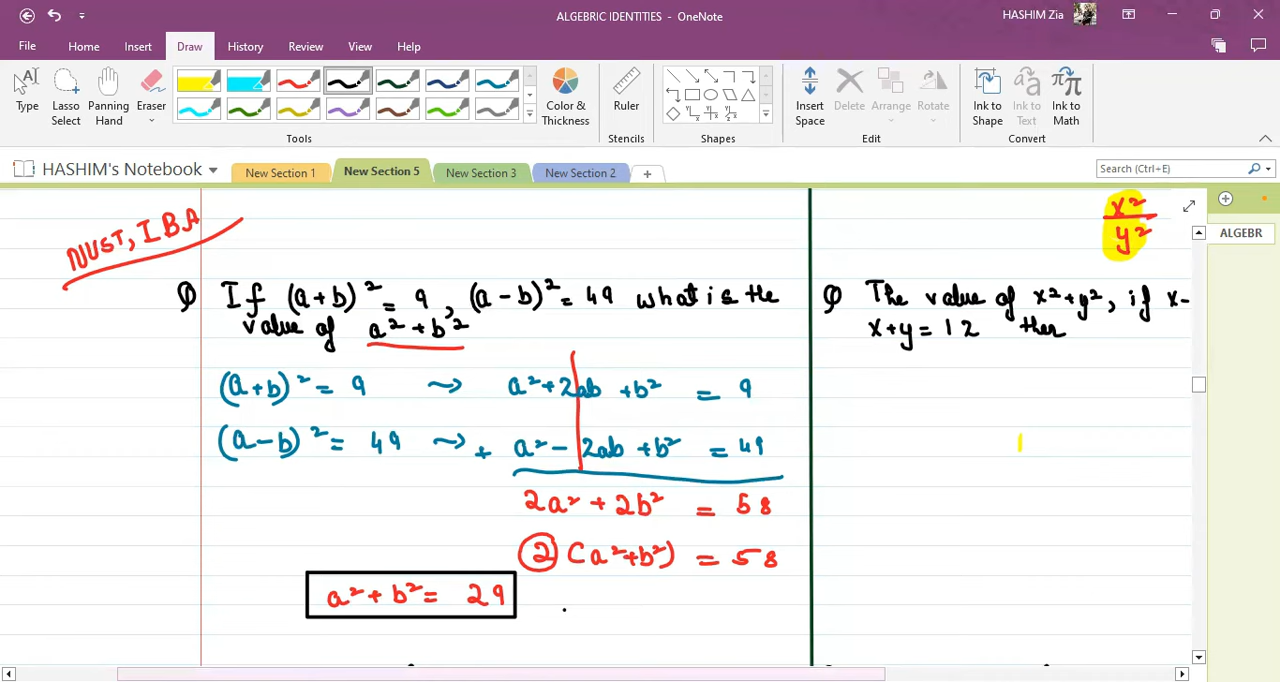 ALGEBRIC IDENTITIES - OneNote
HASHIM Zia
File Home Insert Draw History Review View Help
Type
Lasso Select
Panning Hand
Eraser
Color & Thickness
Ruler
Insert Space
Delete
Arrange
Rotate
Ink to Shape
Ink to Text
Ink to Math
Tools
Stencils
Shapes
Edit
Convert
HASHIM's Notebook
New Section 1
New Section 5
New Section 3
New Section 2
Search (Ctrl+E)
ALGEBR
NUST, IBA
x²
y²
Q If (a+b)² = 9, (a-b)² = 49 what is the
value of a² + b²
(a+b)² = 9 → a² + 2ab + b² = 9
(a-b)² = 49 → + a² - 2ab + b² = 49
2a² + 2b² = 58
2 (a²+b²) = 58
a² + b² = 29
Q The value of x² + y², if x-
x+y = 12 then